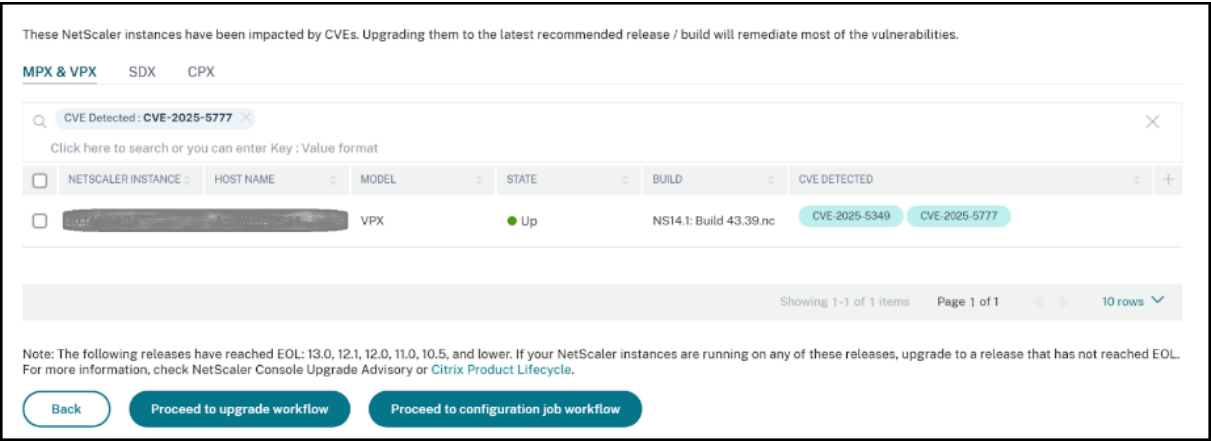 These NetScaler instances have been impacted by CVEs. Upgrading them to the latest recommended release / build will remediate most of the vulnerabilities.
MPX & VPX SDX CPX
CVE Detected : CVE-2025-5777
Click here to search or you can enter Key : Value format
NETSCALER INSTANCE HOST NAME MODEL STATE BUILD CVE DETECTED
VPX Up NS14.1: Build 43.39.nc CVE-2025-5349 CVE-2025-5777
Showing 1-1 of 1 items Page 1 of 1 10 rows
Note: The following releases have reached EOL: 13.0, 12.1, 12.0, 11.0, 10.5, and lower. If your NetScaler instances are running on any of these releases, upgrade to a release that has not reached EOL.
For more information, check NetScaler Console Upgrade Advisory or Citrix Product Lifecycle.
Back Proceed to upgrade workflow Proceed to configuration job workflow